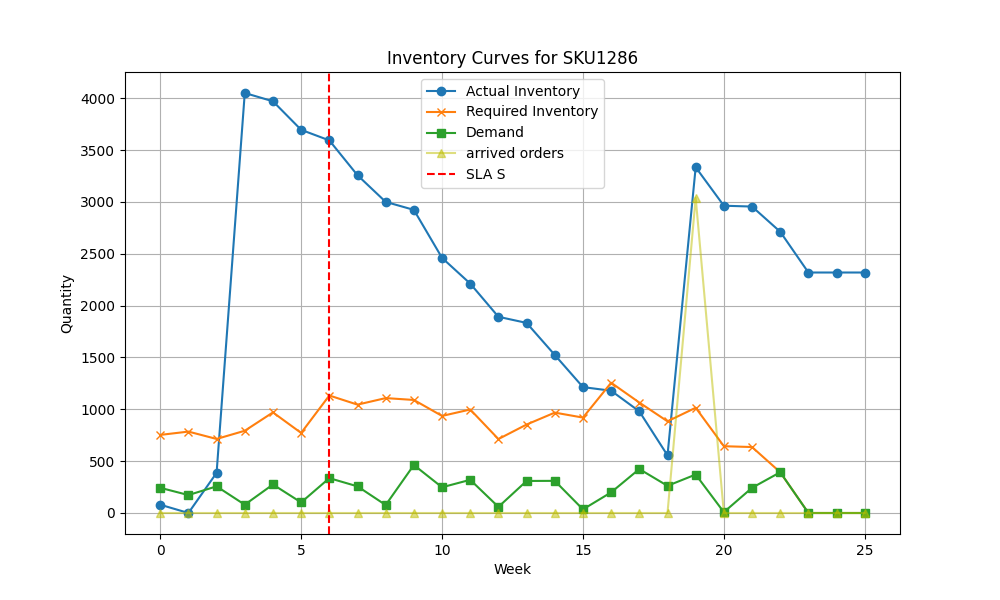 Inventory Curves for SKU1286
Actual Inventory
Required Inventory
Demand
arrived orders
SLA S
4000
3500
3000
2500
2000
1500
1000
500
0
Quantity
0 5 10 15 20 25
Week